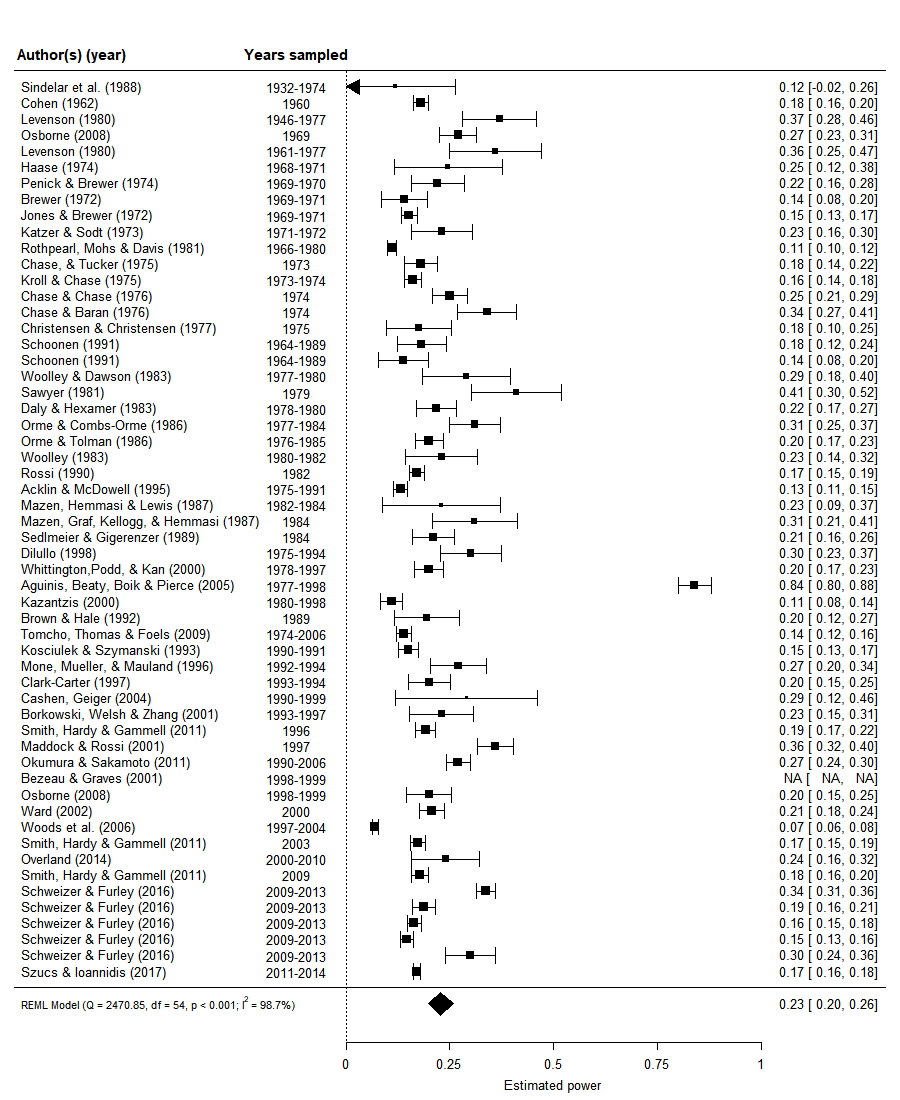 Author(s) (year) Years sampled
Sindelar et al. (1988) 1932-1974 0.12 [-0.02, 0.26]
Cohen (1962) 1960 0.18 [ 0.16, 0.20]
Levenson (1980) 1946-1977 0.37 [ 0.28, 0.46]
Osborne (2008) 1969 0.27 [ 0.23, 0.31]
Levenson (1980) 1961-1977 0.36 [ 0.25, 0.47]
Haase (1974) 1968-1971 0.25 [ 0.12, 0.38]
Penick & Brewer (1974) 1969-1970 0.22 [ 0.16, 0.28]
Brewer (1972) 1969-1971 0.14 [ 0.08, 0.20]
Jones & Brewer (1972) 1969-1971 0.15 [ 0.13, 0.17]
Katzer & Sodt (1973) 1971-1972 0.23 [ 0.16, 0.30]
Rothpearl, Mohs & Davis (1981) 1966-1980 0.11 [ 0.10, 0.12]
Chase, & Tucker (1975) 1973 0.18 [ 0.14, 0.22]
Kroll & Chase (1975) 1973-1974 0.16 [ 0.14, 0.18]
Chase & Chase (1976) 1974 0.25 [ 0.21, 0.29]
Chase & Baran (1976) 1974 0.34 [ 0.27, 0.41]
Christensen & Christensen (1977) 1975 0.18 [ 0.10, 0.25]
Schoonen (1991) 1964-1989 0.18 [ 0.12, 0.24]
Schoonen (1991) 1964-1989 0.14 [ 0.08, 0.20]
Woolley & Dawson (1983) 1977-1980 0.29 [ 0.18, 0.40]
Sawyer (1981) 1979 0.41 [ 0.30, 0.52]
Daly & Hexamer (1983) 1978-1980 0.22 [ 0.17, 0.27]
Orme & Combs-Orme (1986) 1977-1984 0.31 [ 0.25, 0.37]
Orme & Tolman (1986) 1976-1985 0.20 [ 0.17, 0.23]
Woolley (1983) 1980-1982 0.23 [ 0.14, 0.32]
Rossi (1990) 1982 0.17 [ 0.15, 0.19]
Acklin & McDowell (1995) 1975-1991 0.13 [ 0.11, 0.15]
Mazen, Hemmasi & Lewis (1987) 1982-1984 0.23 [ 0.09, 0.37]
Mazen, Graf, Kellogg, & Hemmasi (1987) 1984 0.31 [ 0.21, 0.41]
Sedlmeier & Gigerenzer (1989) 1984 0.21 [ 0.16, 0.26]
Dilullo (1998) 1975-1994 0.30 [ 0.23, 0.37]
Whittington,Podd, & Kan (2000) 1978-1997 0.20 [ 0.17, 0.23]
Aguinis, Beaty, Boik & Pierce (2005) 1977-1998 0.84 [ 0.80, 0.88]
Kazantzis (2000) 1980-1998 0.11 [ 0.08, 0.14]
Brown & Hale (1992) 1989 0.20 [ 0.12, 0.27]
Tomcho, Thomas & Foels (2009) 1974-2006 0.14 [ 0.12, 0.16]
Kosciulek & Szymanski (1993) 1990-1991 0.15 [ 0.13, 0.17]
Mone, Mueller, & Mauland (1996) 1992-1994 0.27 [ 0.20, 0.34]
Clark-Carter (1997) 1993-1994 0.20 [ 0.15, 0.25]
Cashen, Geiger (2004) 1990-1999 0.29 [ 0.12, 0.46]
Borkowski, Welsh & Zhang (2001) 1993-1997 0.23 [ 0.15, 0.31]
Smith, Hardy & Gammell (2011) 1996 0.19 [ 0.17, 0.22]
Maddock & Rossi (2001) 1997 0.36 [ 0.32, 0.40]
Okumura & Sakamoto (2011) 1990-2006 0.27 [ 0.24, 0.30]
Bezeau & Graves (2001) 1998-1999 NA [ NA, NA]
Osborne (2008) 1998-1999 0.20 [ 0.15, 0.25]
Ward (2002) 2000 0.21 [ 0.18, 0.24]
Woods et al. (2006) 1997-2004 0.07 [ 0.06, 0.08]
Smith, Hardy & Gammell (2011) 2003 0.17 [ 0.15, 0.19]
Overland (2014) 2000-2010 0.24 [ 0.16, 0.32]
Smith, Hardy & Gammell (2011) 2009 0.18 [ 0.16, 0.20]
Schweizer & Furley (2016) 2009-2013 0.34 [ 0.31, 0.36]
Schweizer & Furley (2016) 2009-2013 0.19 [ 0.16, 0.21]
Schweizer & Furley (2016) 2009-2013 0.16 [ 0.15, 0.18]
Schweizer & Furley (2016) 2009-2013 0.15 [ 0.13, 0.16]
Schweizer & Furley (2016) 2009-2013 0.30 [ 0.24, 0.36]
Szucs & Ioannidis (2017) 2011-2014 0.17 [ 0.16, 0.18]
REML Model (Q = 2470.85, df = 54, p < 0.001; I² = 98.7%) 0.23 [ 0.20, 0.26]
0 0.25 0.5 0.75 1
Estimated power